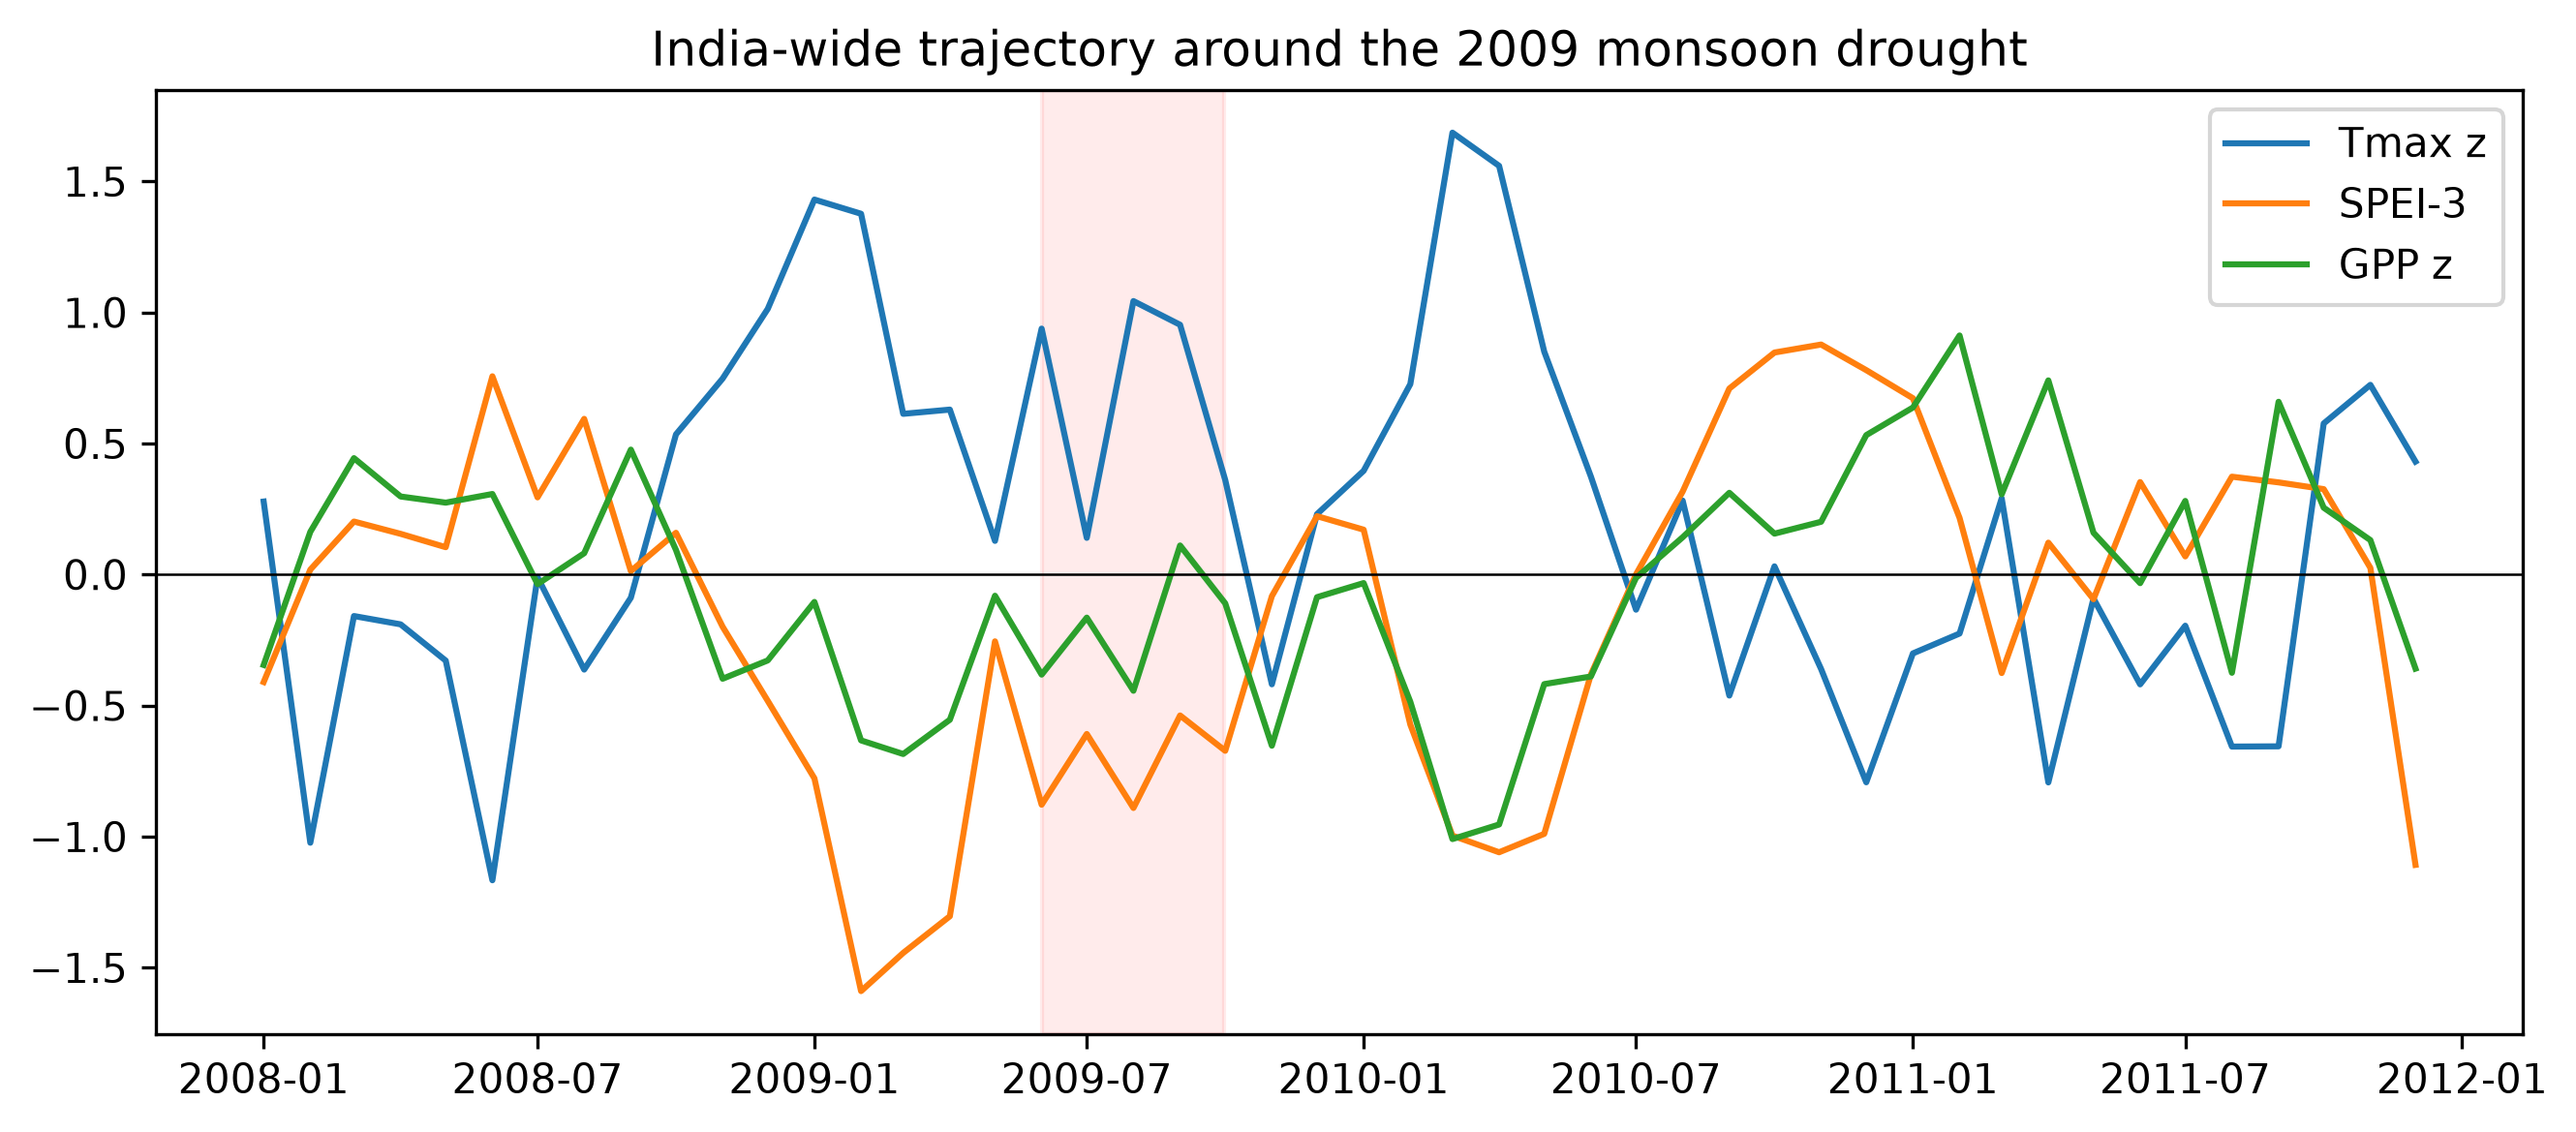 India-wide trajectory around the 2009 monsoon drought
Tmax z
SPEI-3
GPP z
1.5
1.0
0.5
0.0
−0.5
−1.0
−1.5
2008-01 2008-07 2009-01 2009-07 2010-01 2010-07 2011-01 2011-07 2012-01